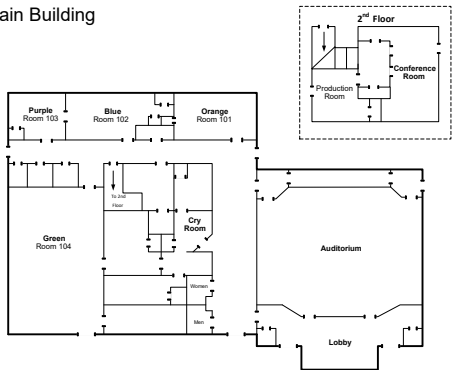 ain Building
2nd Floor
Conference
Room
Production
Room
Purple
Room 103
Blue
Room 102
Orange
Room 101
To 2nd
Floor
Cry
Room
Green
Room 104
Auditorium
Women
Men
Lobby